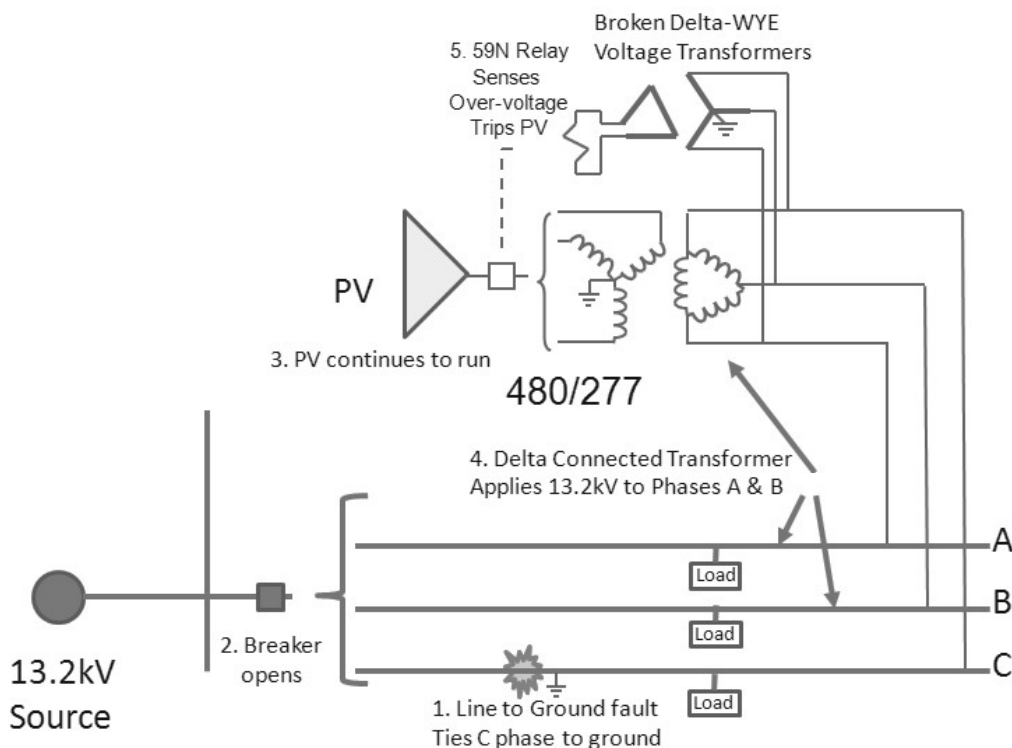 Broken Delta-WYE
Voltage Transformers
5. 59N Relay
Senses
Over-voltage
Trips PV
PV
3. PV continues to run
480/277
4. Delta Connected Transformer
Applies 13.2kV to Phases A & B
A
Load
B
Load
C
Load
2. Breaker
opens
13.2kV
Source
1. Line to Ground fault
Ties C phase to ground